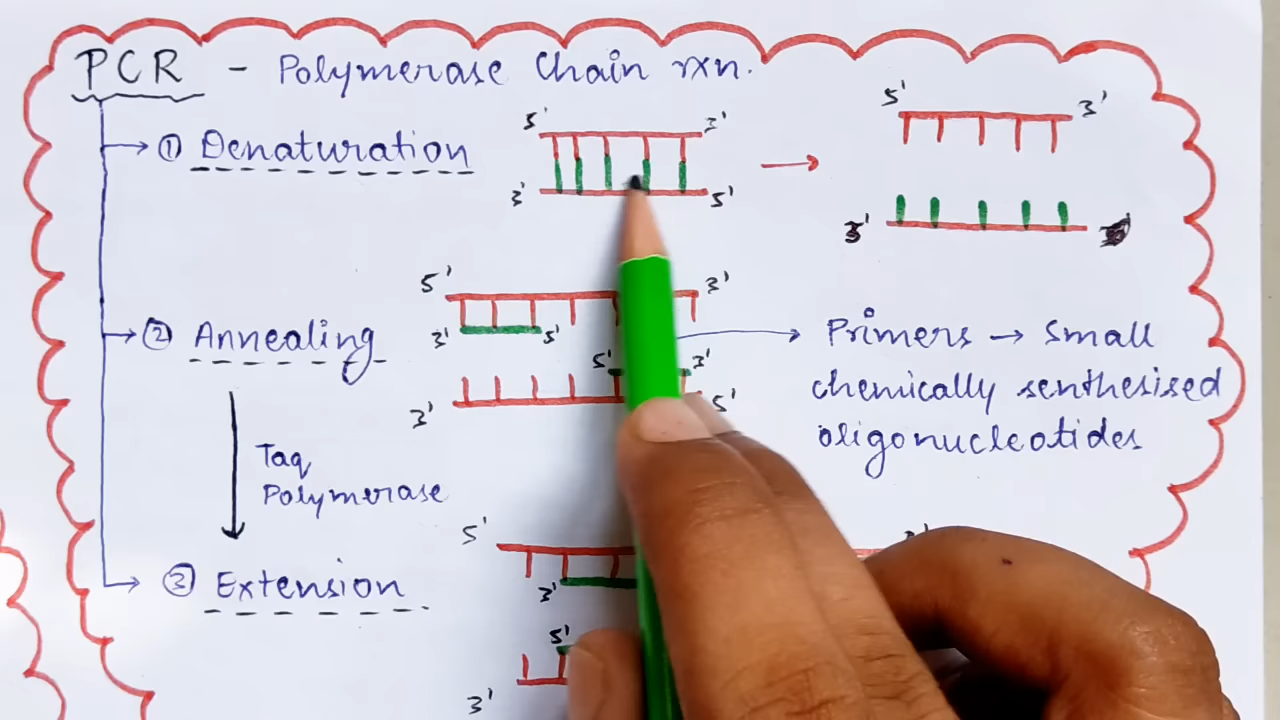 PCR - Polymerase Chain rxn.
5' 3' 5' 3'
① Denaturation
3' 5' 3'
5' 3'
② Annealing 3' 5' Primers → Small
5' 3'
chemically senthesised
3' 5'
oligonucleotides
Taq
Polymerase
5'
③ Extension 3'
5'
3'